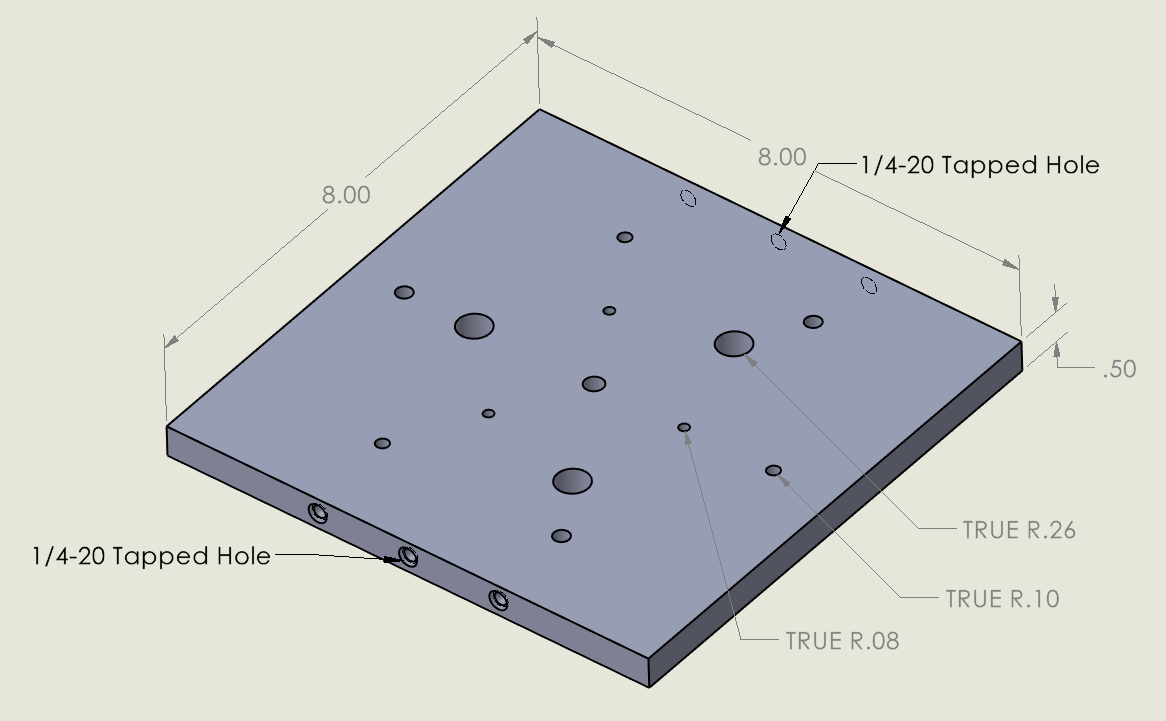 8.00
8.00
1/4-20 Tapped Hole
.50
TRUE R.26
1/4-20 Tapped Hole
TRUE R.10
TRUE R.08